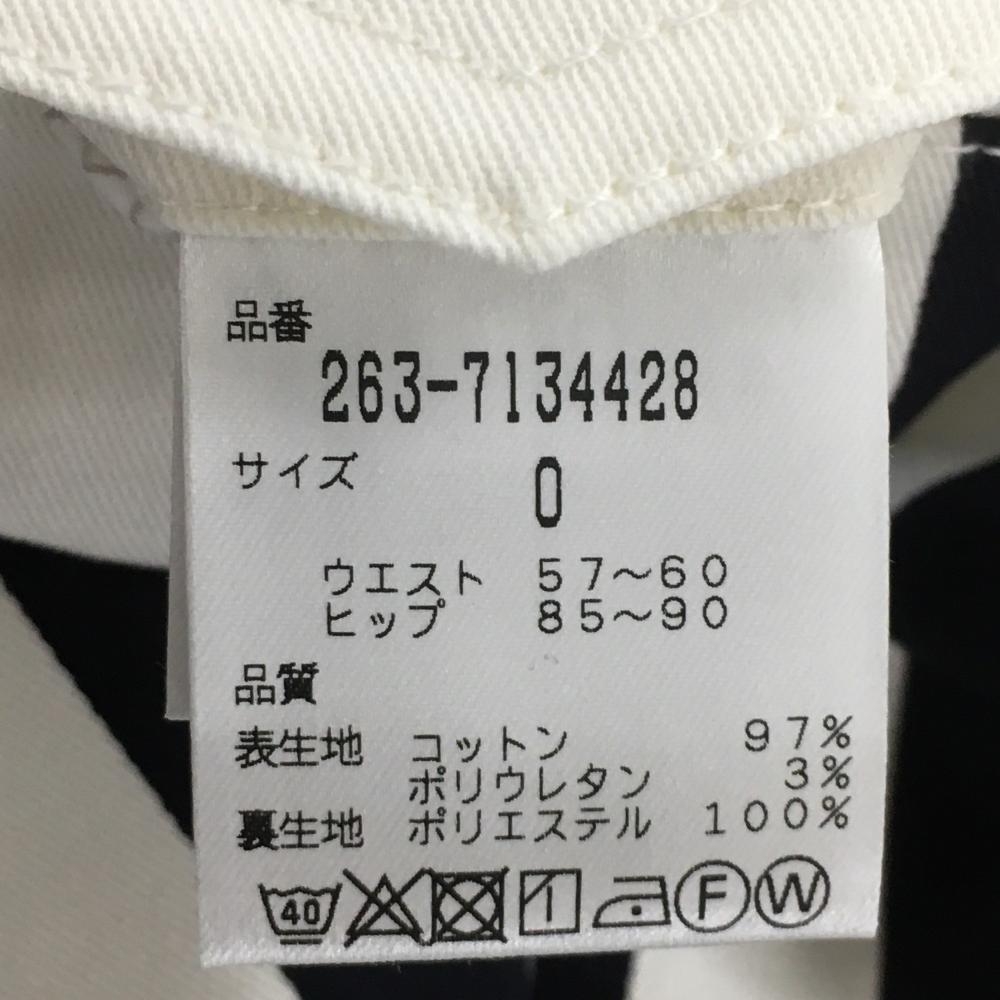 品番
263-7134428
サイズ 0
ウエスト 57～60
ヒップ 85～90
品質
表生地 コットン 97%
ポリウレタン 3%
裏生地 ポリエステル 100%
40 F W